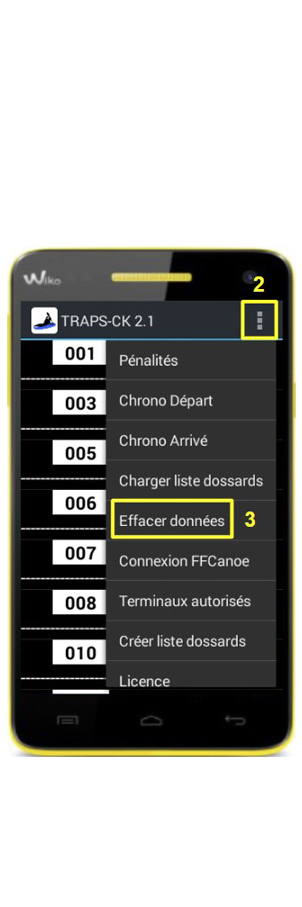 Wiko
2
TRAPS-CK 2.1
001
Pénalités
003
Chrono Départ
Chrono Arrivé
005
Charger liste dossards
006
Effacer données
3
007
Connexion FFCanoe
008
Terminaux autorisés
010
Créer liste dossards
Licence